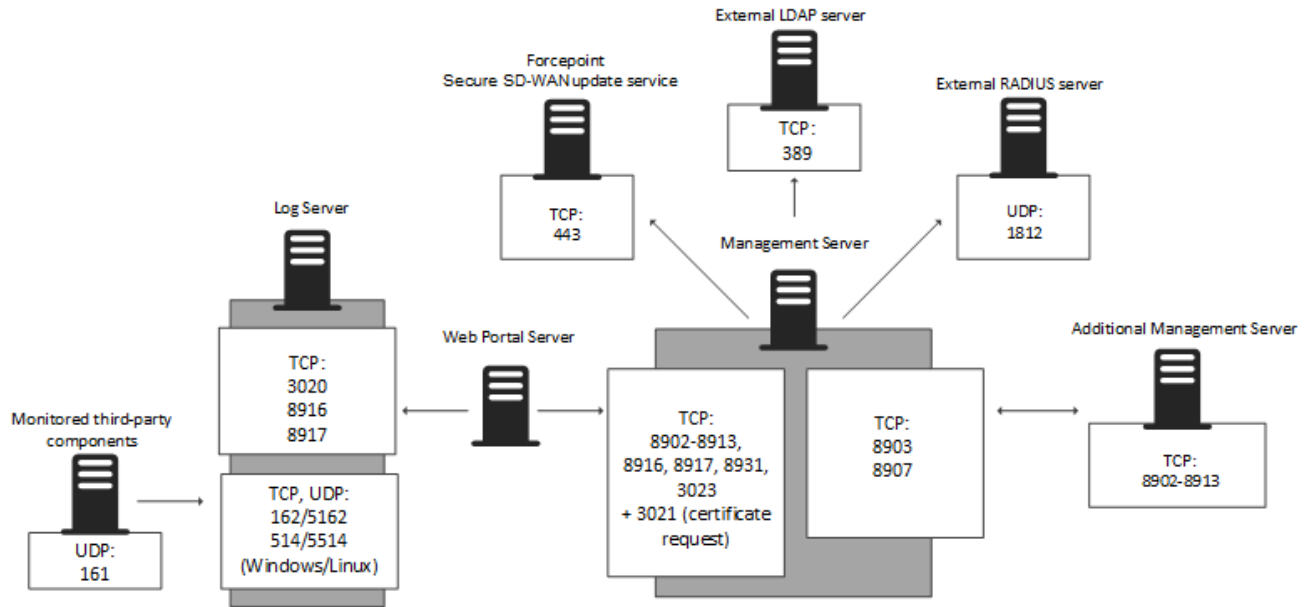 External LDAP server
TCP:
389
Forcepoint
Secure SD-WAN update service
TCP:
443
External RADIUS server
UDP:
1812
Log Server
TCP:
3020
8916
8917
TCP, UDP:
162/5162
514/5514
(Windows/Linux)
Monitored third-party
components
UDP:
161
Web Portal Server
Management Server
TCP:
8902-8913,
8916, 8917, 8931,
3023
+ 3021 (certificate
request)
TCP:
8903
8907
Additional Management Server
TCP:
8902-8913